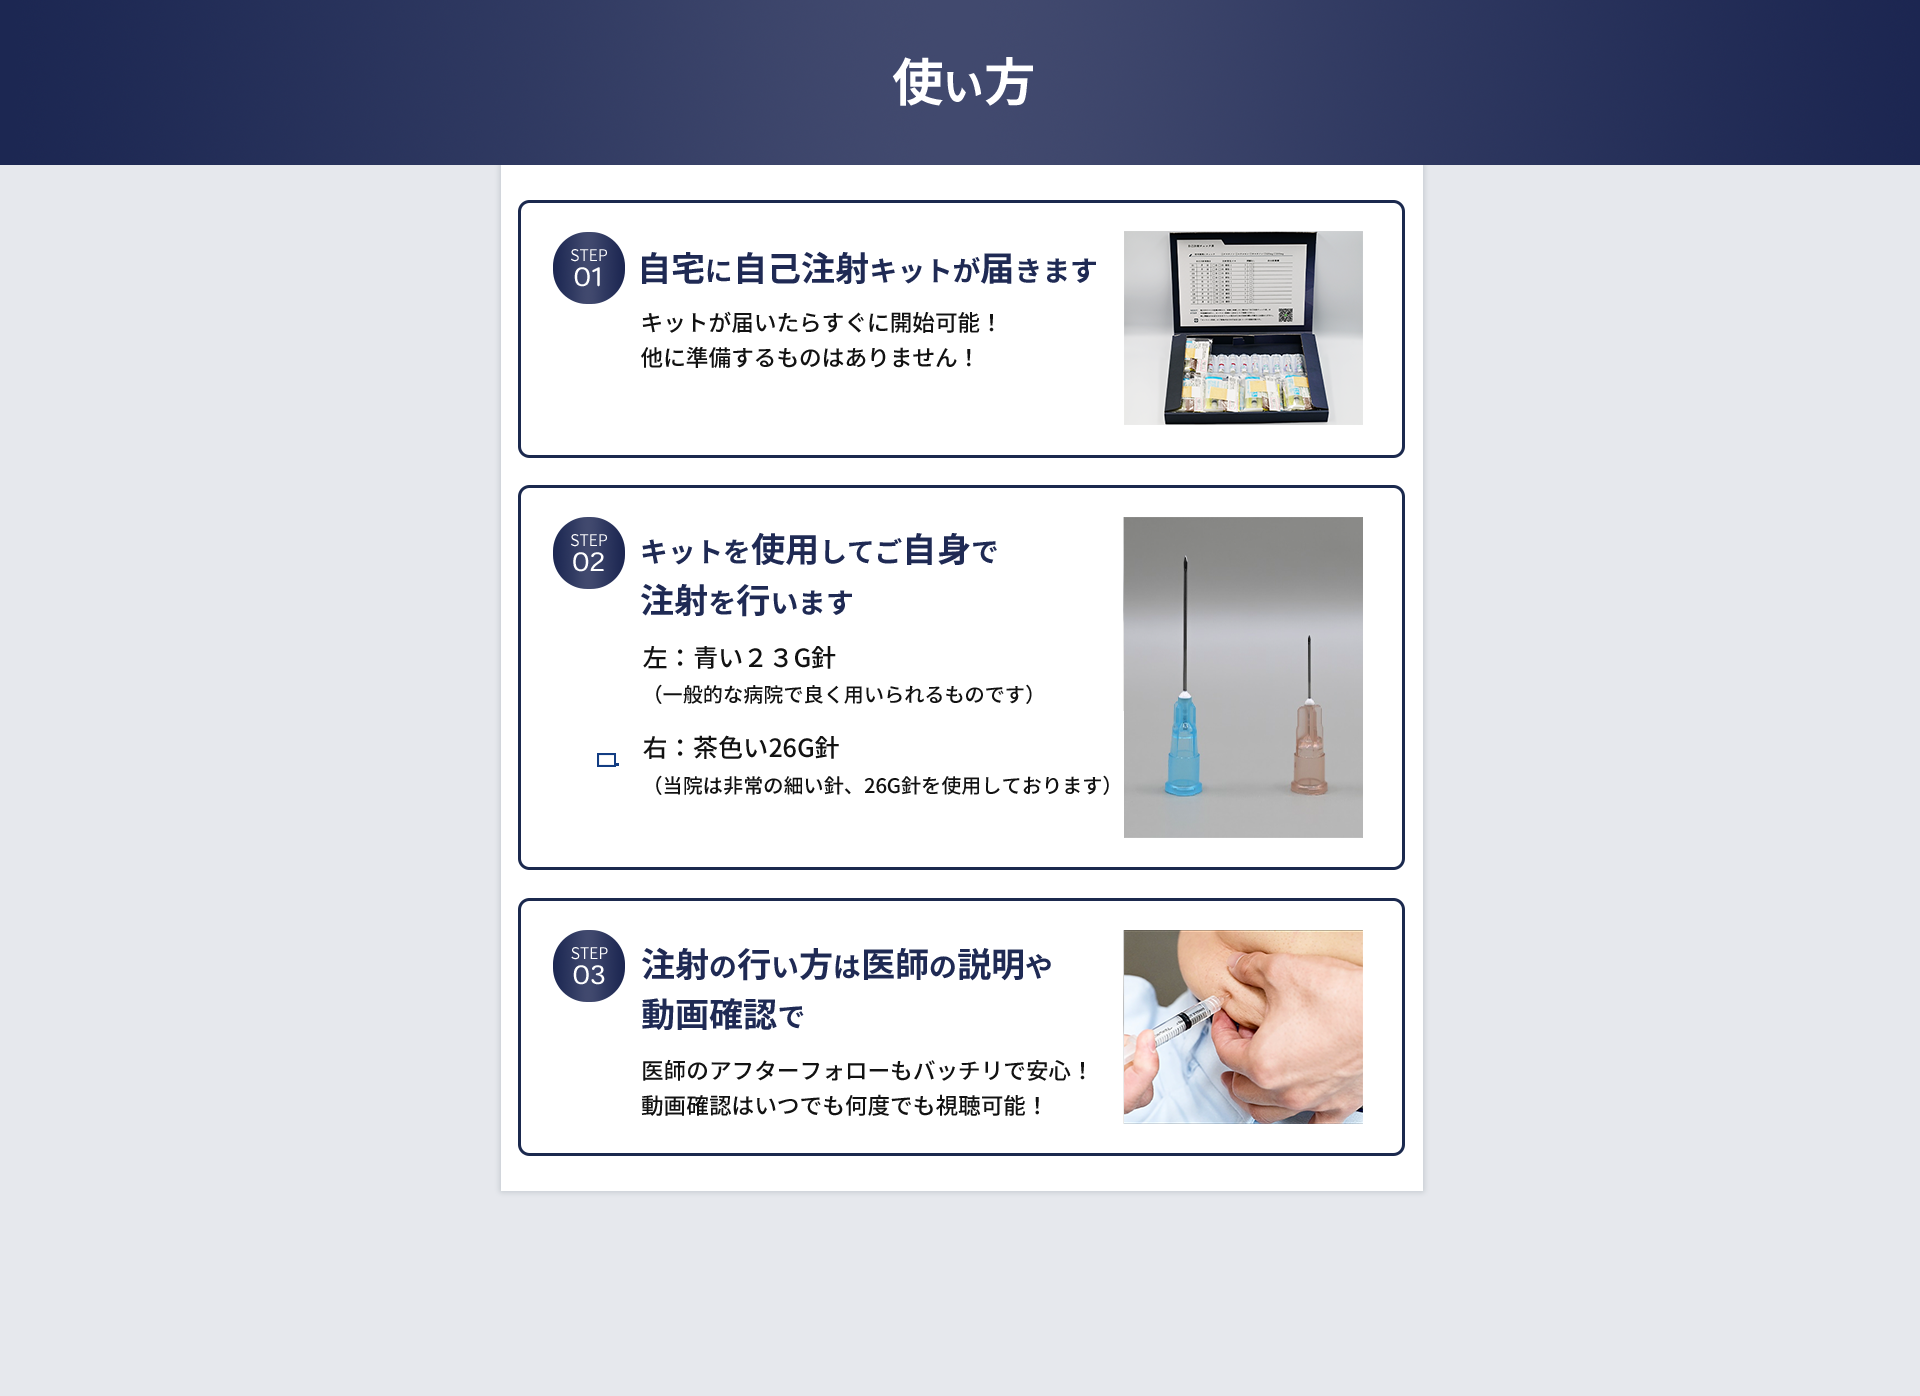 使い方
STEP
01
自宅に自己注射キットが届きます
キットが届いたらすぐに開始可能！
他に準備するものはありません！
STEP
02
キットを使用してご自身で
注射を行います
左：青い２３G針
（一般的な病院で良く用いられるものです）
右：茶色い26G針
（当院は非常の細い針、26G針を使用しております）
STEP
03
注射の行い方は医師の説明や
動画確認で
医師のアフターフォローもバッチリで安心！
動画確認はいつでも何度でも視聴可能！